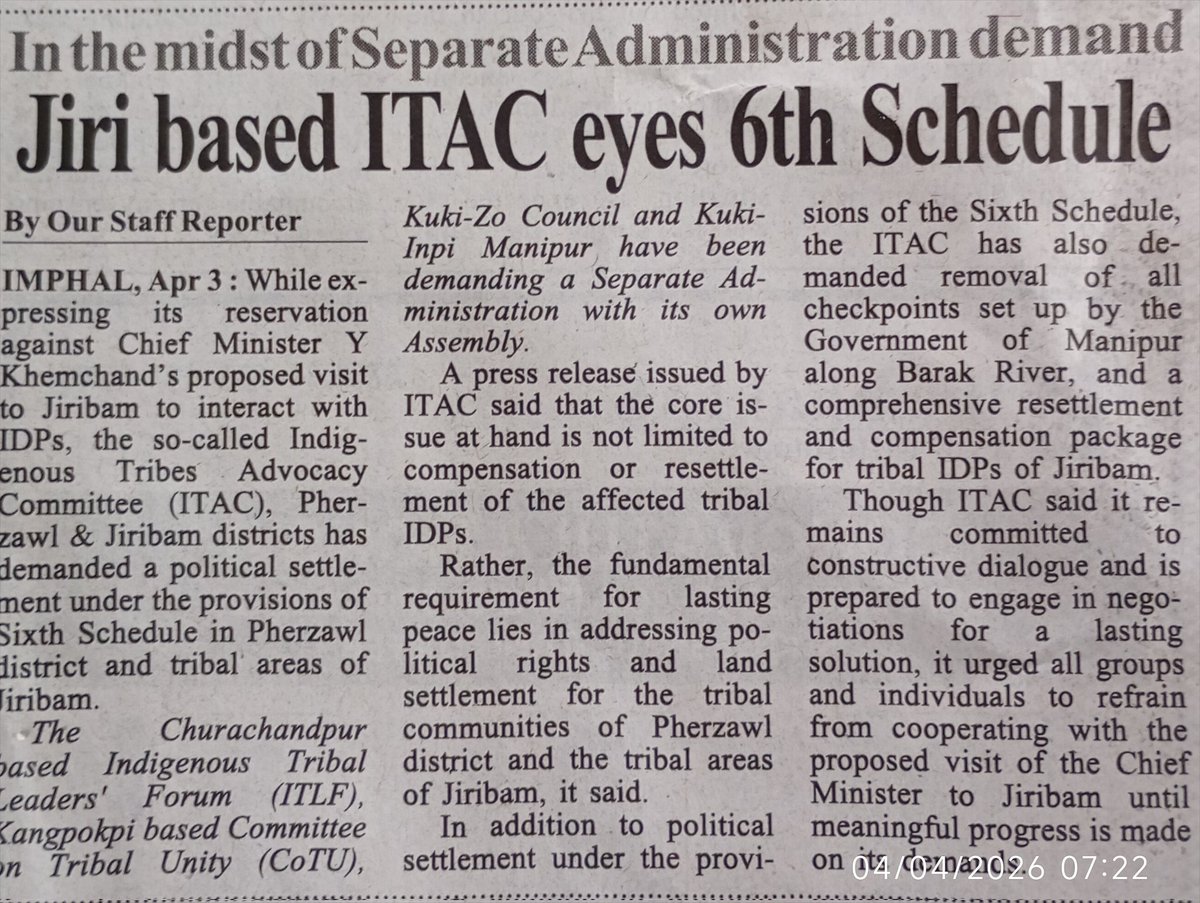 In the midst of Separate Administration demand
Jiri based ITAC eyes 6th Schedule
By Our Staff Reporter
IMPHAL, Apr 3 : While ex-
pressing its reservation
against Chief Minister Y
Khemchand's proposed visit
to Jiribam to interact with
IDPs, the so-called Indig-
enous Tribes Advocacy
Committee (ITAC), Pher-
zawl & Jiribam districts has
demanded a political settle-
ment under the provisions of
Sixth Schedule in Pherzawl
district and tribal areas of
Jiribam.
The Churachandpur
based Indigenous Tribal
Leaders' Forum (ITLF),
Kangpokpi based Committee
on Tribal Unity (CoTU),
Kuki-Zo Council and Kuki-
Inpi Manipur have been
demanding a Separate Ad-
ministration with its own
Assembly.
A press release issued by
ITAC said that the core is-
sue at hand is not limited to
compensation or resettle-
ment of the affected tribal
IDPs.
Rather, the fundamental
requirement for lasting
peace lies in addressing po-
litical rights and land
settlement for the tribal
communities of Pherzawl
district and the tribal areas
of Jiribam, it said.
In addition to political
settlement under the provi-
sions of the Sixth Schedule,
the ITAC has also de-
manded removal of all
checkpoints set up by the
Government of Manipur
along Barak River, and a
comprehensive resettlement
and compensation package
for tribal IDPs of Jiribam.
Though ITAC said it re-
mains committed to
constructive dialogue and is
prepared to engage in nego-
tiations for a lasting
solution, it urged all groups
and individuals to refrain
from cooperating with the
proposed visit of the Chief
Minister to Jiribam until
meaningful progress is made
on its demands.
04/04/2026 07:22